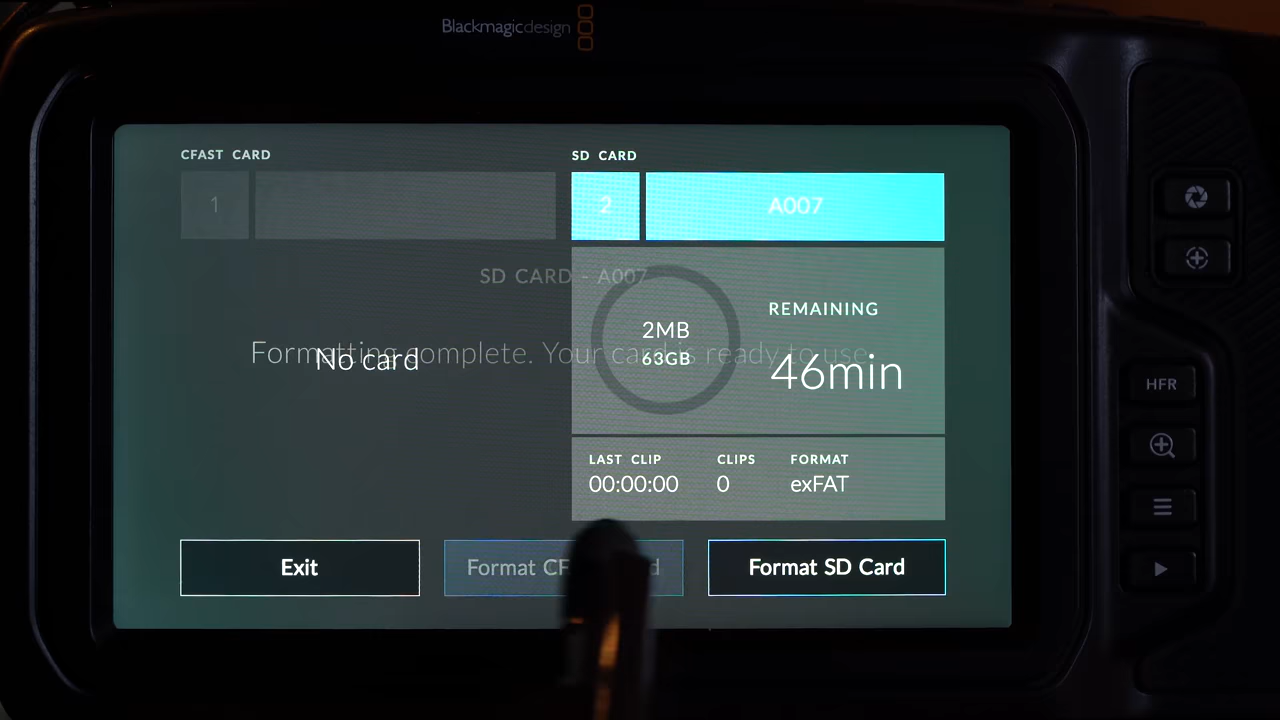 Blackmagicdesign
CFAST CARD
SD CARD
1
2
A007
SD CARD - A007
REMAINING
2MB
63GB
Formatting complete. Your card is ready to use.
No card
46min
LAST CLIP
CLIPS
FORMAT
00:00:00
0
exFAT
Exit
Format CF
d
Format SD Card
HFR